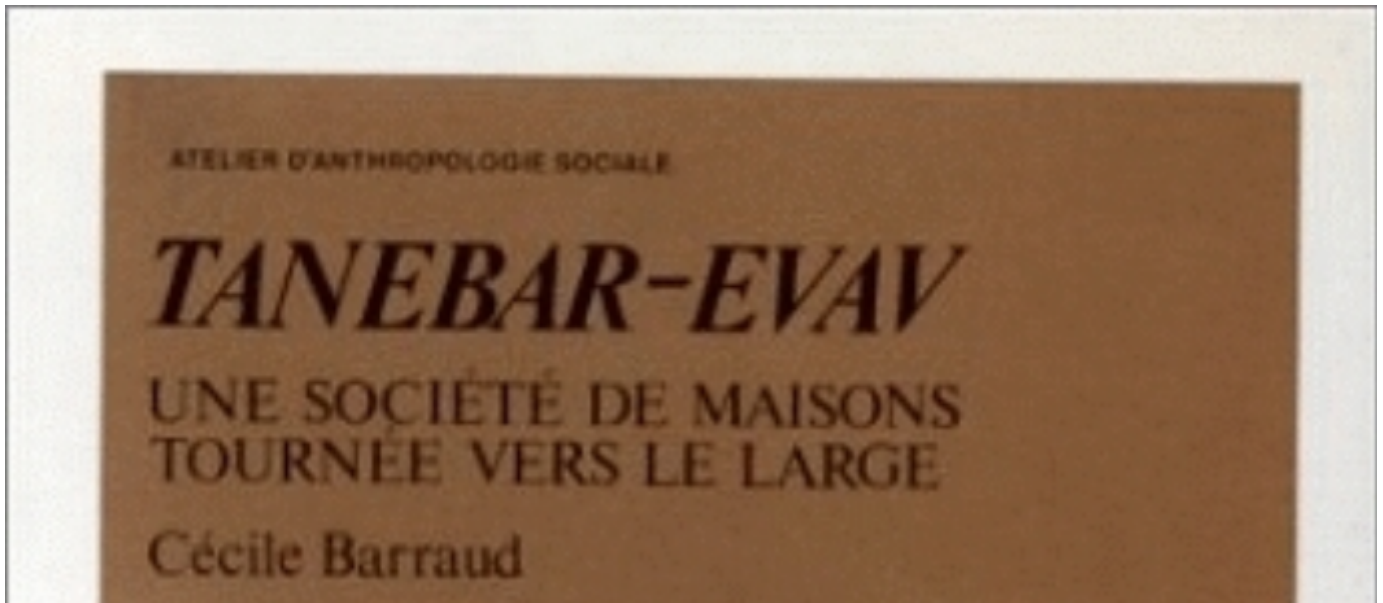 ATELIER D'ANTHROPOLOGIE SOCIALE
TANEBAR-EVAV
UNE SOCIÉTÉ DE MAISONS
TOURNÉE VERS LE LARGE
Cécile Barraud